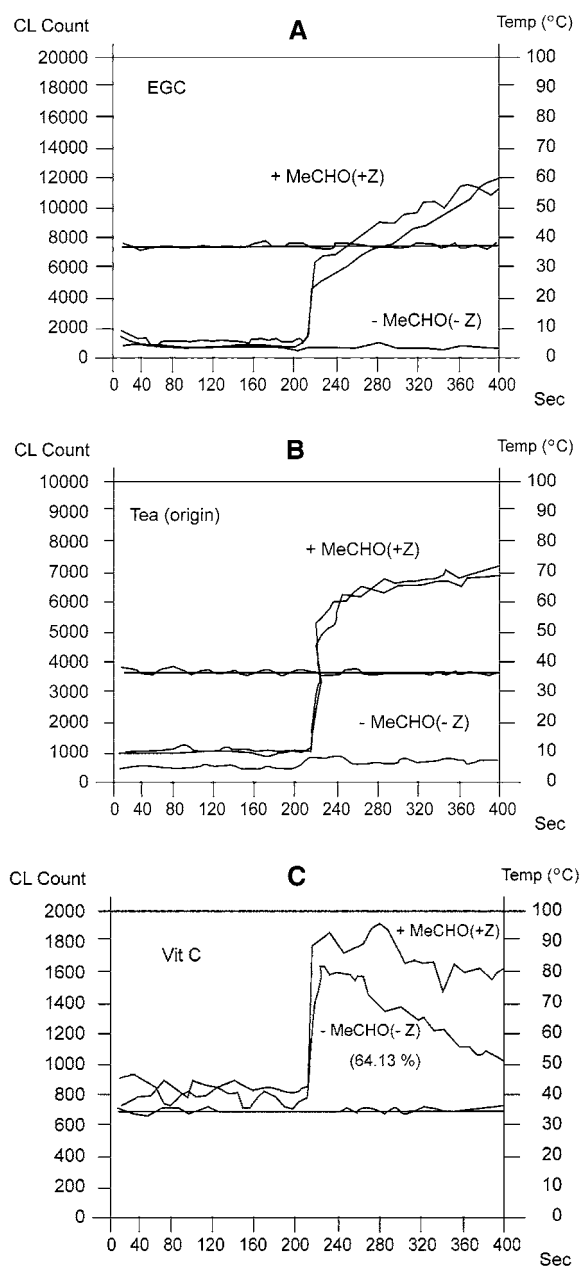 A
CL Count
Temp (°C)
20000
18000
16000
14000
12000
10000
8000
6000
4000
2000
0
EGC
+ MeCHO(+Z)
- MeCHO(- Z)
100
90
80
70
60
50
40
30
20
10
0
0 40 80 120 160 200 240 280 320 360 400
Sec
B
CL Count
Temp (°C)
10000
9000
8000
7000
6000
5000
4000
3000
2000
1000
0
Tea (origin)
+ MeCHO(+Z)
- MeCHO(- Z)
100
90
80
70
60
50
40
30
20
10
0
0 40 80 120 160 200 240 280 320 360 400
Sec
C
CL Count
Temp (°C)
2000
1800
1600
1400
1200
1000
800
600
400
200
0
Vit C
+ MeCHO(+Z)
- MeCHO(- Z)
(64.13 %)
100
90
80
70
60
50
40
30
20
10
0
0 40 80 120 160 200 240 280 320 360 400
Sec